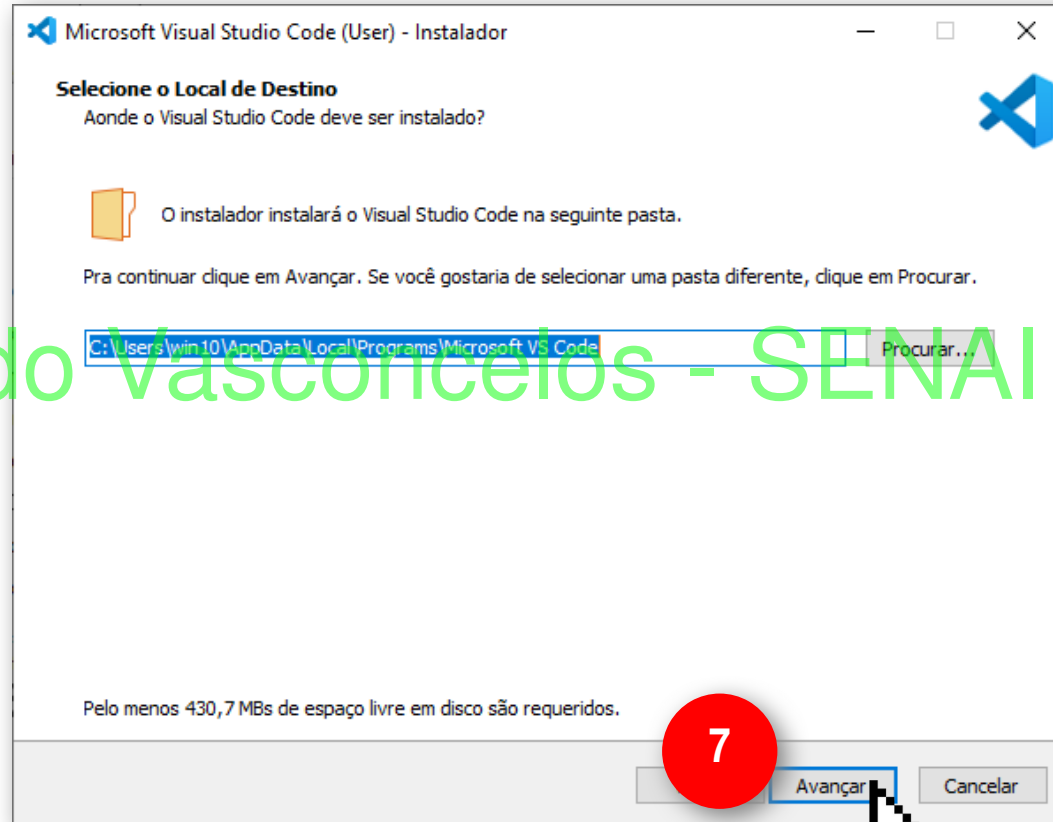 Microsoft Visual Studio Code (User) - Instalador
Selecione o Local de Destino
Aonde o Visual Studio Code deve ser instalado?
O instalador instalará o Visual Studio Code na seguinte pasta.
Pra continuar clique em Avançar. Se você gostaria de selecionar uma pasta diferente, clique em Procurar.
C:\Users\win10\AppData\Local\Programs\Microsoft VS Code
Procurar...
do Vasconcelos - SENAI
Pelo menos 430,7 MBs de espaço livre em disco são requeridos.
7
Avançar
Cancelar